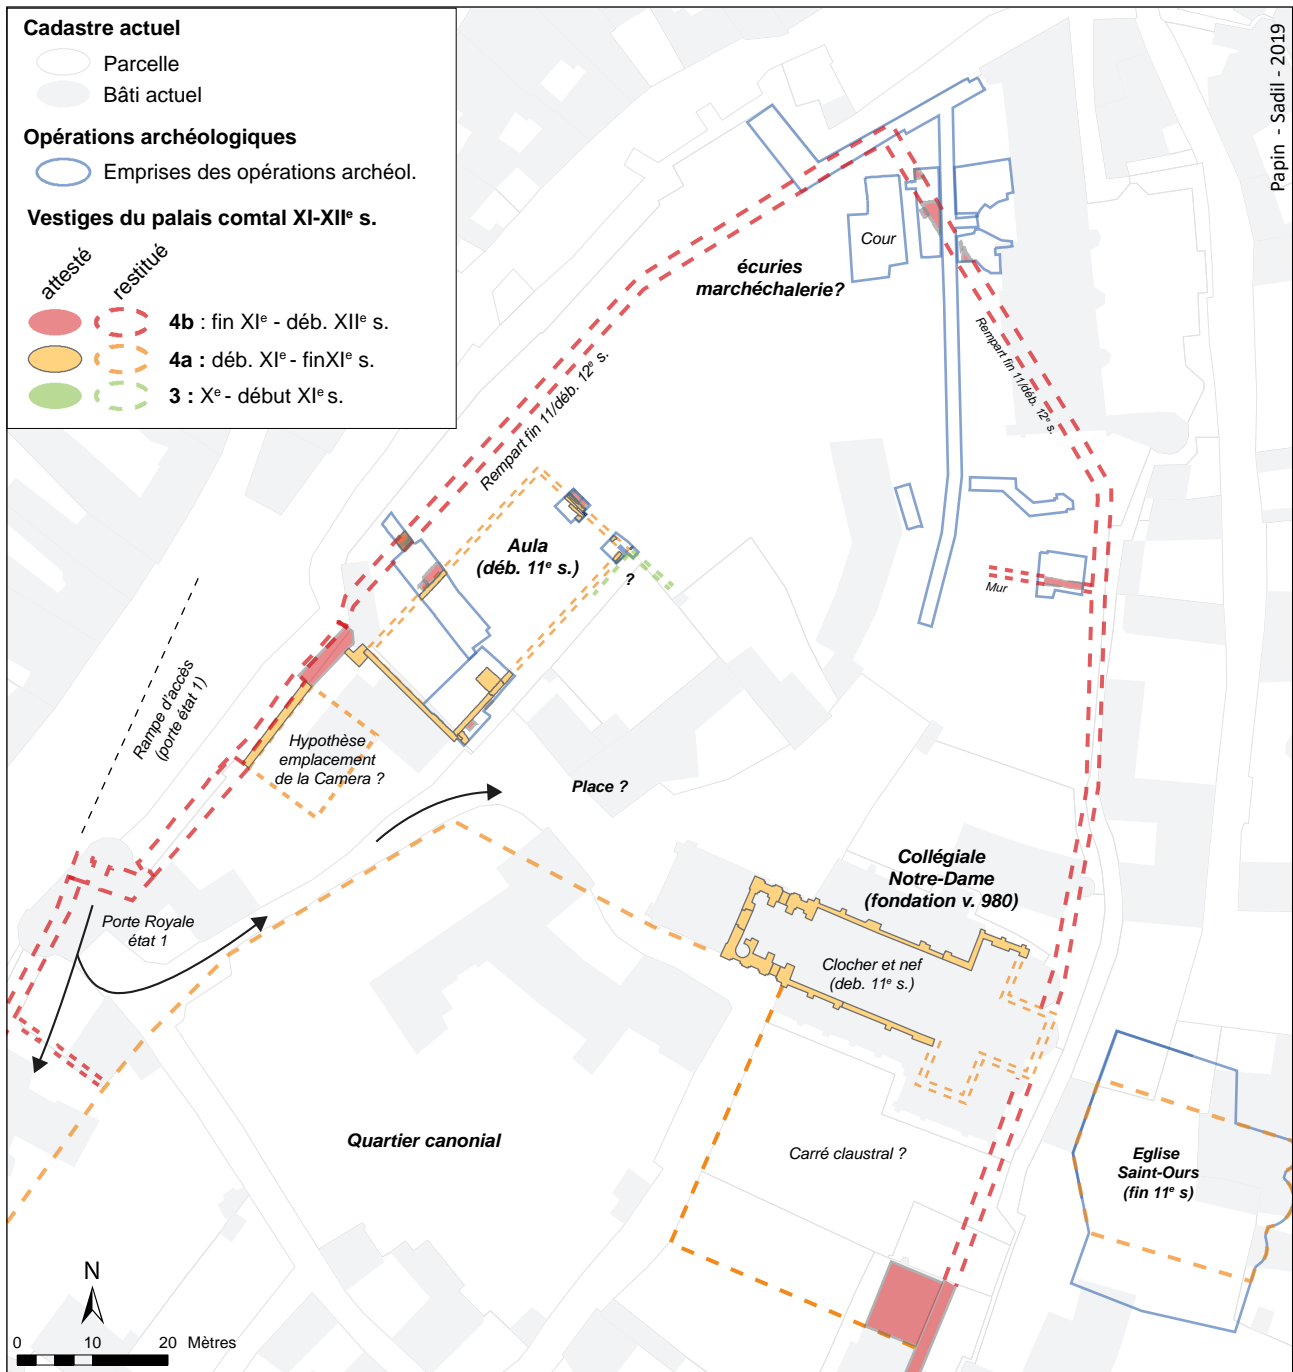 Cadastre actuel
Parcelle
Bâti actuel
Opérations archéologiques
Emprises des opérations archéol.
Vestiges du palais comtal XI-XIIe s.
attesté
restitué
4b : fin XIe - déb. XIIe s.
4a : déb. XIe - finXIe s.
3 : Xe - début XIe s.
Papin - Sadil - 2019
Cour
écuries
marchéchalerie?
Rempart fin 11/déb. 12e s.
Rempart fin 11/déb. 12e s.
Aula
(déb. 11e s.)
?
Mur
Rampe d'accès
(porte état 1)
Hypothèse
emplacement
de la Camera ?
Place ?
Collégiale
Notre-Dame
(fondation v. 980)
Porte Royale
état 1
Clocher et nef
(deb. 11e s.)
Quartier canonial
Carré claustral ?
Eglise
Saint-Ours
(fin 11e s)
N
0 10 20 Mètres